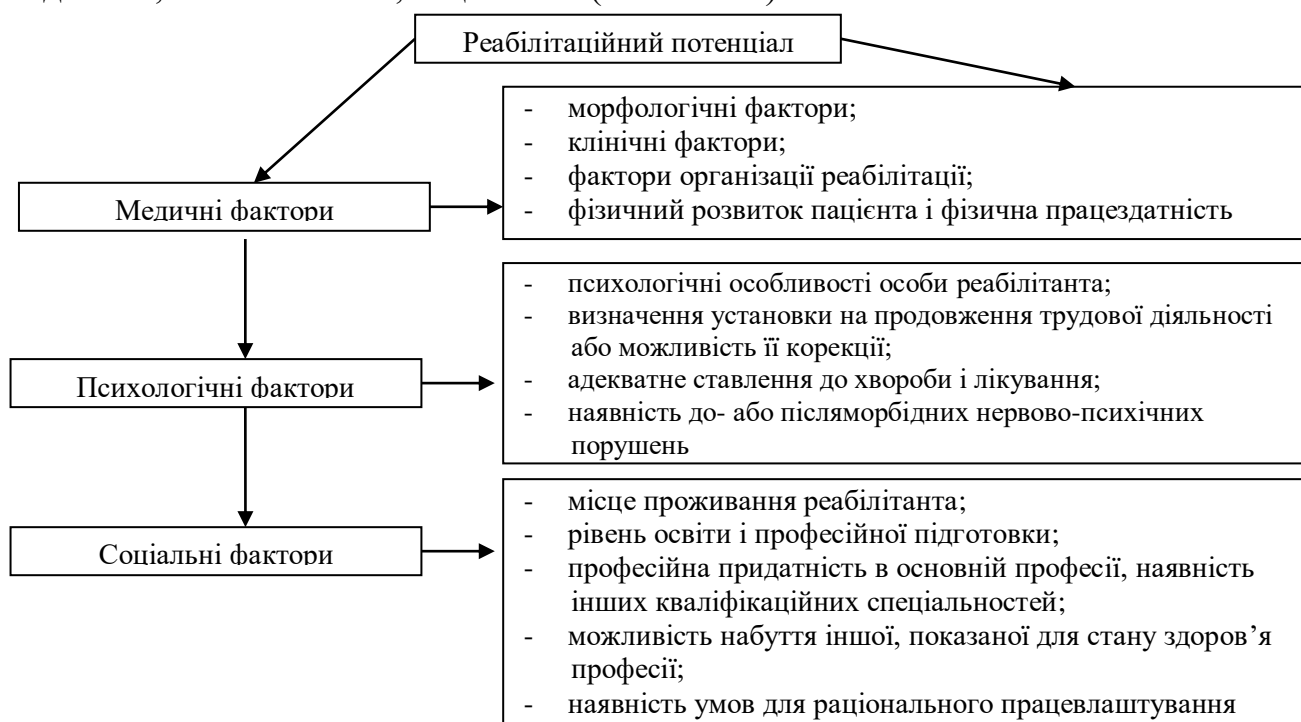 Реабілітаційний потенціал
- морфологічні фактори;
- клінічні фактори;
- фактори організації реабілітації;
- фізичний розвиток пацієнта і фізична працездатність
Медичні фактори
- психологічні особливості особи реабілітанта;
- визначення установки на продовження трудової діяльності
або можливість її корекції;
- адекватне ставлення до хвороби і лікування;
- наявність до- або післяморбідних нервово-психічних
порушень
Психологічні фактори
- місце проживання реабілітанта;
- рівень освіти і професійної підготовки;
- професійна придатність в основній професії, наявність
інших кваліфікаційних спеціальностей;
- можливість набуття іншої, показаної для стану здоров’я
професії;
- наявність умов для раціонального працевлаштування
Соціальні фактори